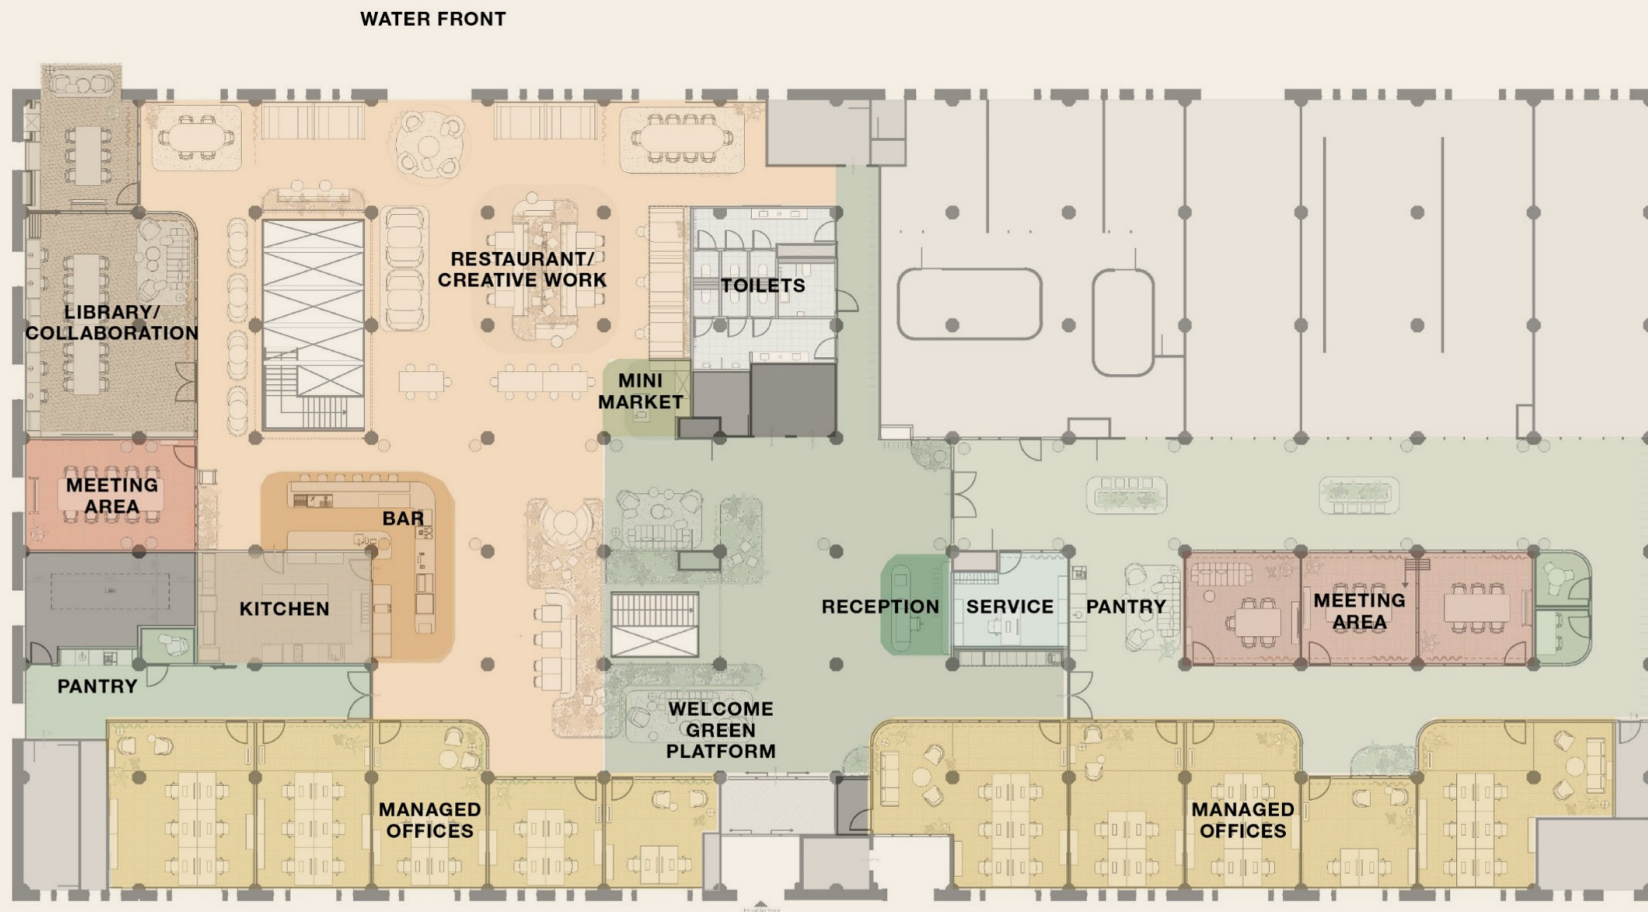 WATER FRONT
RESTAURANT/
CREATIVE WORK
TOILETS
LIBRARY/
COLLABORATION
MINI
MARKET
MEETING
AREA
BAR
KITCHEN
RECEPTION
SERVICE
PANTRY
MEETING
AREA
PANTRY
WELCOME
GREEN
PLATFORM
MANAGED
OFFICES
MANAGED
OFFICES